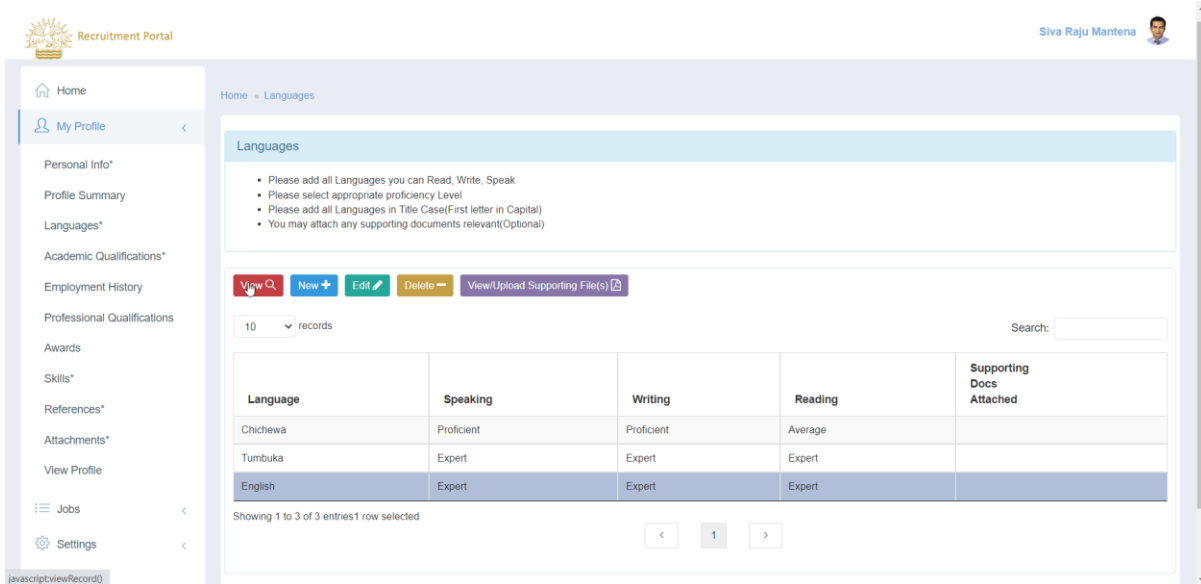 Recruitment Portal
Siva Raju Mantena
Home
My Profile
Personal Info*
Profile Summary
Languages*
Academic Qualifications*
Employment History
Professional Qualifications
Awards
Skills*
References*
Attachments*
View Profile
Jobs
Settings
Home » Languages
Languages
• Please add all Languages you can Read, Write, Speak
• Please select appropriate proficiency Level
• Please add all Languages in Title Case(First letter in Capital)
• You may attach any supporting documents relevant(Optional)
View New + Edit Delete − View/Upload Supporting File(s)
10 records Search:
Language Speaking Writing Reading Supporting
Docs
Attached
Chichewa Proficient Proficient Average
Tumbuka Expert Expert Expert
English Expert Expert Expert
Showing 1 to 3 of 3 entries1 row selected
< 1 >
javascript:viewRecord()